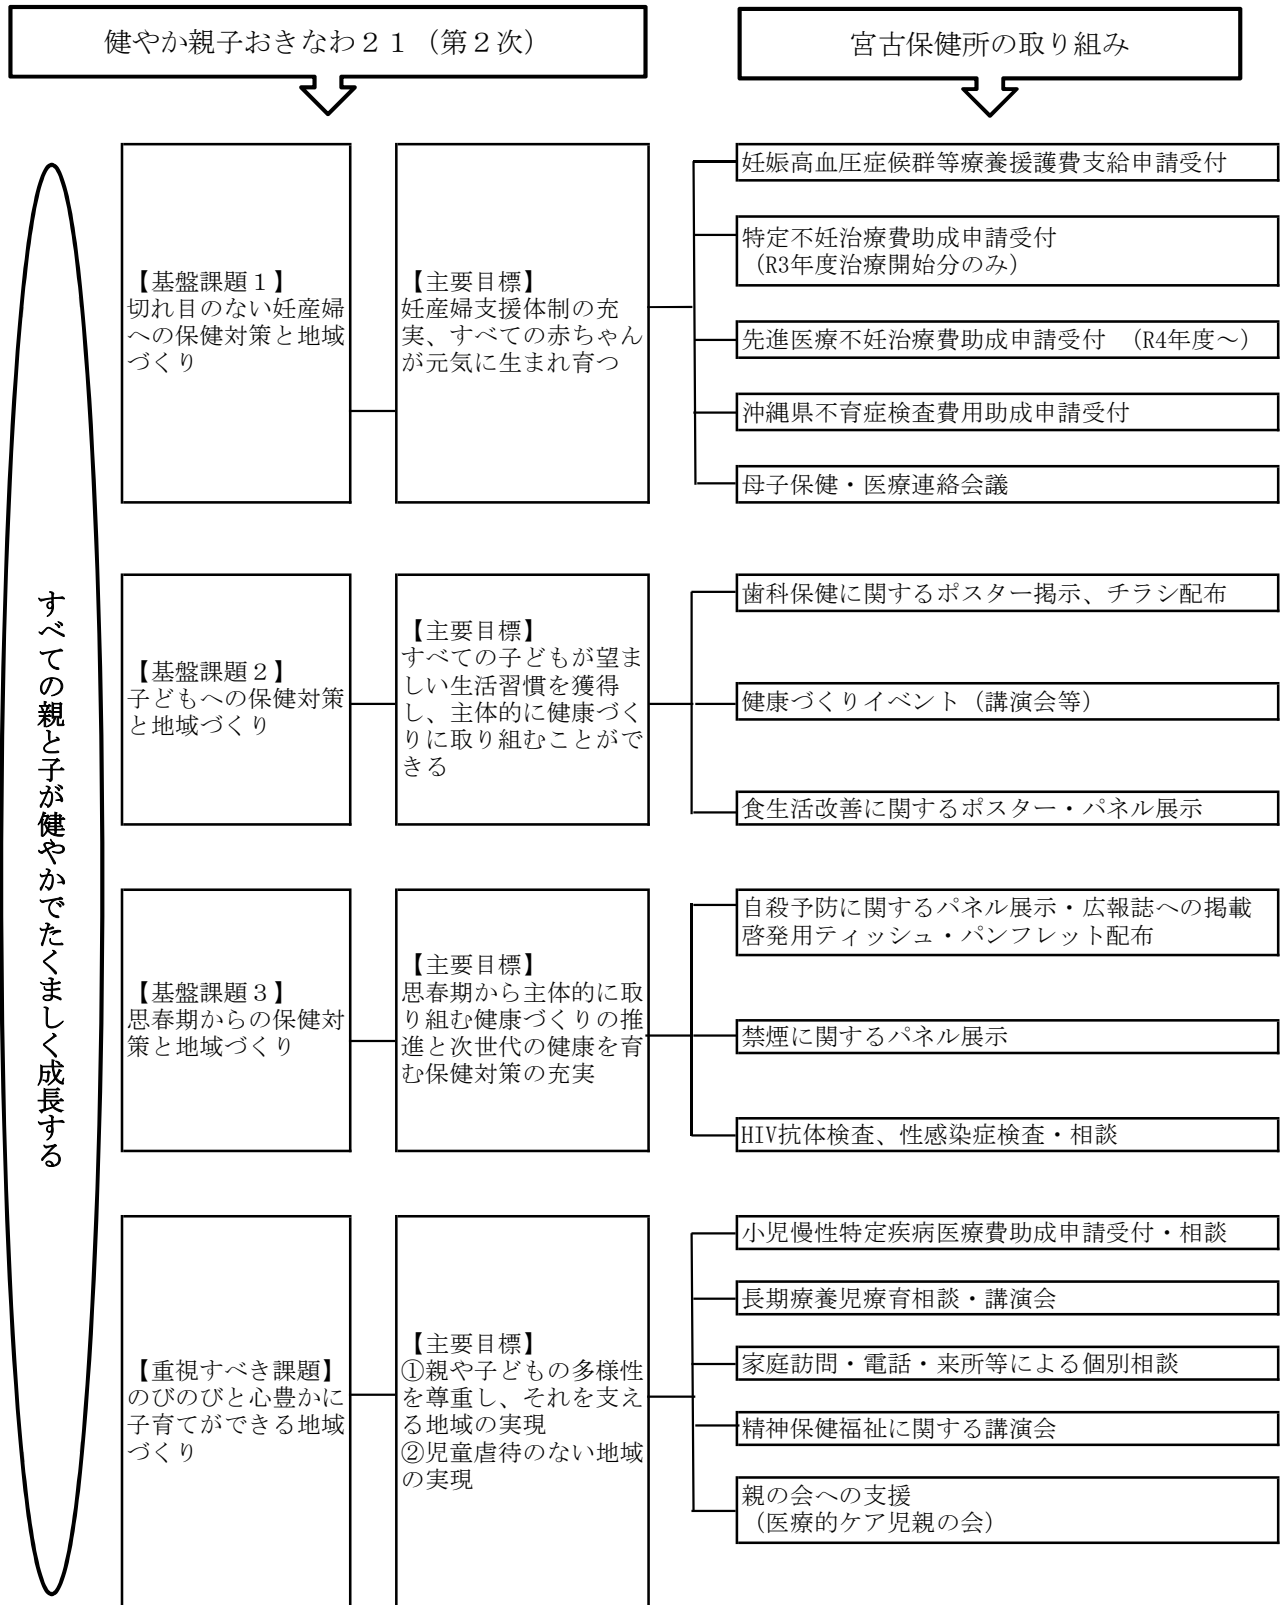 健やか親子おきなわ２１（第２次）
宮古保健所の取り組み
すべての親と子が健やかでたくましく成長する
【基盤課題１】
切れ目のない妊産婦
への保健対策と地域
づくり
【主要目標】
妊産婦支援体制の充
実、すべての赤ちゃん
が元気に生まれ育つ
妊娠高血圧症候群等療養援護費支給申請受付
特定不妊治療費助成申請受付
（R3年度治療開始分のみ）
先進医療不妊治療費助成申請受付　（R4年度～）
沖縄県不育症検査費用助成申請受付
母子保健・医療連絡会議
【基盤課題２】
子どもへの保健対策
と地域づくり
【主要目標】
すべての子どもが望ま
しい生活習慣を獲得
し、主体的に健康づく
りに取り組むことがで
きる
歯科保健に関するポスター掲示、チラシ配布
健康づくりイベント（講演会等）
食生活改善に関するポスター・パネル展示
【基盤課題３】
思春期からの保健対
策と地域づくり
【主要目標】
思春期から主体的に取
り組む健康づくりの推
進と次世代の健康を育
む保健対策の充実
自殺予防に関するパネル展示・広報誌への掲載
啓発用ティッシュ・パンフレット配布
禁煙に関するパネル展示
HIV抗体検査、性感染症検査・相談
【重視すべき課題】
のびのびと心豊かに
子育てができる地域
づくり
【主要目標】
①親や子どもの多様性
を尊重し、それを支え
る地域の実現
②児童虐待のない地域
の実現
小児慢性特定疾病医療費助成申請受付・相談
長期療養児療育相談・講演会
家庭訪問・電話・来所等による個別相談
精神保健福祉に関する講演会
親の会への支援
（医療的ケア児親の会）